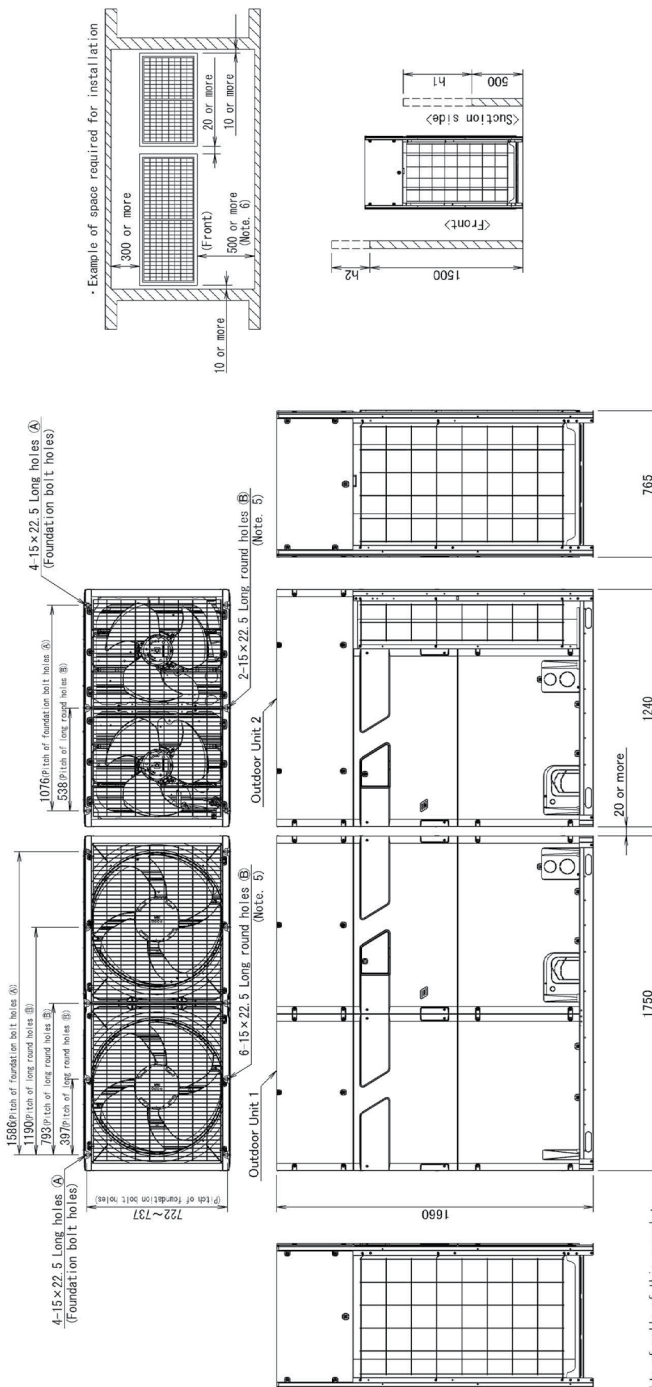 4-15×22.5 Long holes Ⓐ
(Foundation bolt holes)
1586(Pitch of foundation bolt holes Ⓐ)
1190(Pitch of long round holes Ⓑ)
793(Pitch of long round holes Ⓑ)
397(Pitch of long round holes Ⓑ)
722~737
(Pitch of foundation bolt holes)
6-15×22.5 Long round holes Ⓑ
(Note. 5)
1076(Pitch of foundation bolt holes Ⓐ)
538(Pitch of long round holes Ⓑ)
4-15×22.5 Long holes Ⓐ
(Foundation bolt holes)
2-15×22.5 Long round holes Ⓑ
(Note. 5)
Outdoor Unit 1
Outdoor Unit 2
1660
1750
20 or more
1240
765
・Example of space required for installation
300 or more
(Front)
500 or more
(Note. 6)
10 or more
20 or more
10 or more
h2
1500
<Front>
<Suction side>
h1
500